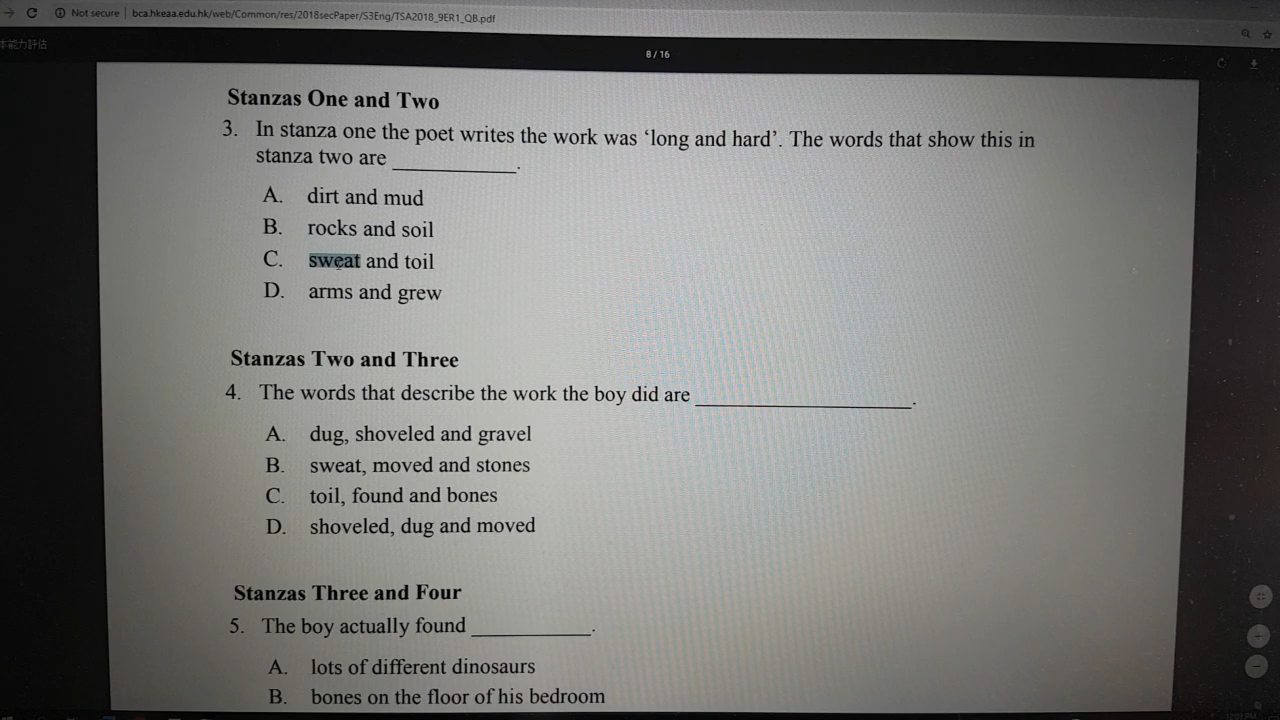 Not secure bca.hkeaa.edu.hk/web/Common/res/2018secPaper/S3Eng/TSA2018_9ER1_QB.pdf
本能力評估
8 / 16
Stanzas One and Two
3. In stanza one the poet writes the work was ‘long and hard’. The words that show this in
stanza two are ____________.
A. dirt and mud
B. rocks and soil
C. sweat and toil
D. arms and grew
Stanzas Two and Three
4. The words that describe the work the boy did are ____________________.
A. dug, shoveled and gravel
B. sweat, moved and stones
C. toil, found and bones
D. shoveled, dug and moved
Stanzas Three and Four
5. The boy actually found ___________.
A. lots of different dinosaurs
B. bones on the floor of his bedroom